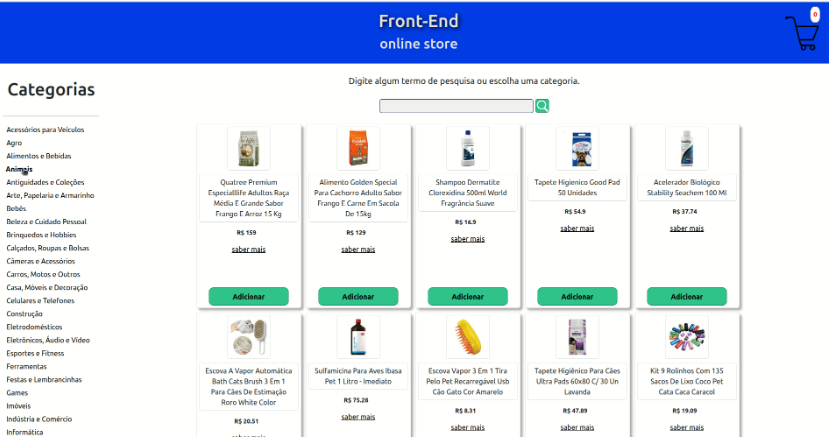 Front-End
online store
0
Categorias
Digite algum termo de pesquisa ou escolha uma categoria.
Acessórios para Veículos
Agro
Alimentos e Bebidas
Animais
Antiguidades e Coleções
Arte, Papelaria e Armarinho
Bebês
Beleza e Cuidado Pessoal
Brinquedos e Hobbies
Calçados, Roupas e Bolsas
Câmeras e Acessórios
Carros, Motos e Outros
Casa, Móveis e Decoração
Celulares e Telefones
Construção
Eletrodomésticos
Eletrônicos, Áudio e Vídeo
Esportes e Fitness
Ferramentas
Festas e Lembrancinhas
Games
Imóveis
Indústria e Comércio
Informática
Quatree Premium
Especiallife Adultos Raça
Média E Grande Sabor
Frango E Arroz 15 Kg
R$ 159
saber mais
Adicionar
Alimento Golden Special
Para Cachorro Adulto Sabor
Frango E Carne Em Sacola
De 15kg
R$ 129
saber mais
Adicionar
Shampoo Dermatite
Clorexidina 500ml World
Fragrância Suave
R$ 16.9
saber mais
Adicionar
Tapete Higienico Good Pad
50 Unidades
R$ 54.9
saber mais
Adicionar
Acelerador Biológico
Stability Seachem 100 Ml
R$ 37.74
saber mais
Adicionar
Escova A Vapor Automática
Bath Cats Brush 3 Em 1
Para Cães De Estimação
Roro White Color
R$ 20.51
saber mais
Sulfamicina Para Aves Ibasa
Pet 1 Litro - Imediato
R$ 75.28
saber mais
Escova Vapor 3 Em 1 Tira
Pelo Pet Recarregável Usb
Cão Gato Cor Amarelo
R$ 8.31
saber mais
Tapete Higiênico Para Cães
Ultra Pads 60x80 C/ 30 Un
Lavanda
R$ 47.89
saber mais
Kit 9 Rolinhos Com 135
Sacos De Lixo Coco Pet
Cata Caca Caracol
R$ 19.09
saber mais